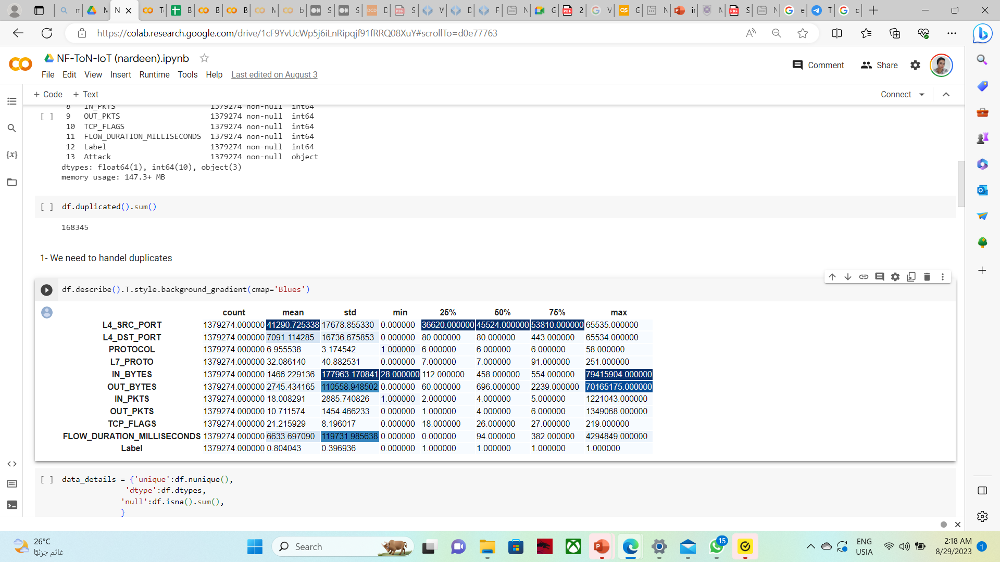 https://colab.research.google.com/drive/1cF9YvUcWp5j6iLnRipqjf91fRRQ08XuY#scrollTo=d0e77763
NF-ToN-IoT (nardeen).ipynb
Comment
Share
File Edit View Insert Runtime Tools Help Last edited on August 3
+ Code + Text
Connect
8 IN_PKTS 1379274 non-null int64
[ ] 9 OUT_PKTS 1379274 non-null int64
10 TCP_FLAGS 1379274 non-null int64
11 FLOW_DURATION_MILLISECONDS 1379274 non-null int64
12 Label 1379274 non-null int64
13 Attack 1379274 non-null object
dtypes: float64(1), int64(10), object(3)
memory usage: 147.3+ MB
[ ] df.duplicated().sum()
168345
1- We need to handel duplicates
df.describe().T.style.background_gradient(cmap='Blues')
count mean std min 25% 50% 75% max
L4_SRC_PORT 1379274.000000 41290.725338 17678.855330 0.000000 36620.000000 45524.000000 53810.000000 65535.000000
L4_DST_PORT 1379274.000000 7091.114285 16736.675853 0.000000 80.000000 80.000000 443.000000 65534.000000
PROTOCOL 1379274.000000 6.955538 3.174542 1.000000 6.000000 6.000000 6.000000 58.000000
L7_PROTO 1379274.000000 32.086140 40.882531 0.000000 7.000000 7.000000 91.000000 251.000000
IN_BYTES 1379274.000000 1466.229136 177963.170841 28.000000 112.000000 458.000000 554.000000 79415904.000000
OUT_BYTES 1379274.000000 2745.434165 110558.948502 0.000000 60.000000 696.000000 2239.000000 70165175.000000
IN_PKTS 1379274.000000 18.008291 2885.740826 1.000000 2.000000 4.000000 5.000000 1221043.000000
OUT_PKTS 1379274.000000 10.711574 1454.466233 0.000000 1.000000 4.000000 6.000000 1349068.000000
TCP_FLAGS 1379274.000000 21.215929 8.196017 0.000000 18.000000 26.000000 27.000000 219.000000
FLOW_DURATION_MILLISECONDS 1379274.000000 6633.697090 119731.985638 0.000000 0.000000 94.000000 382.000000 4294849.000000
Label 1379274.000000 0.804043 0.396936 0.000000 1.000000 1.000000 1.000000 1.000000
[ ] data_details = {'unique':df.nunique(),
'dtype':df.dtypes,
'null':df.isna().sum(),
}
26°C
غائم جزئيًا
Search
15
ENG
USIA
2:18 AM
8/29/2023
1